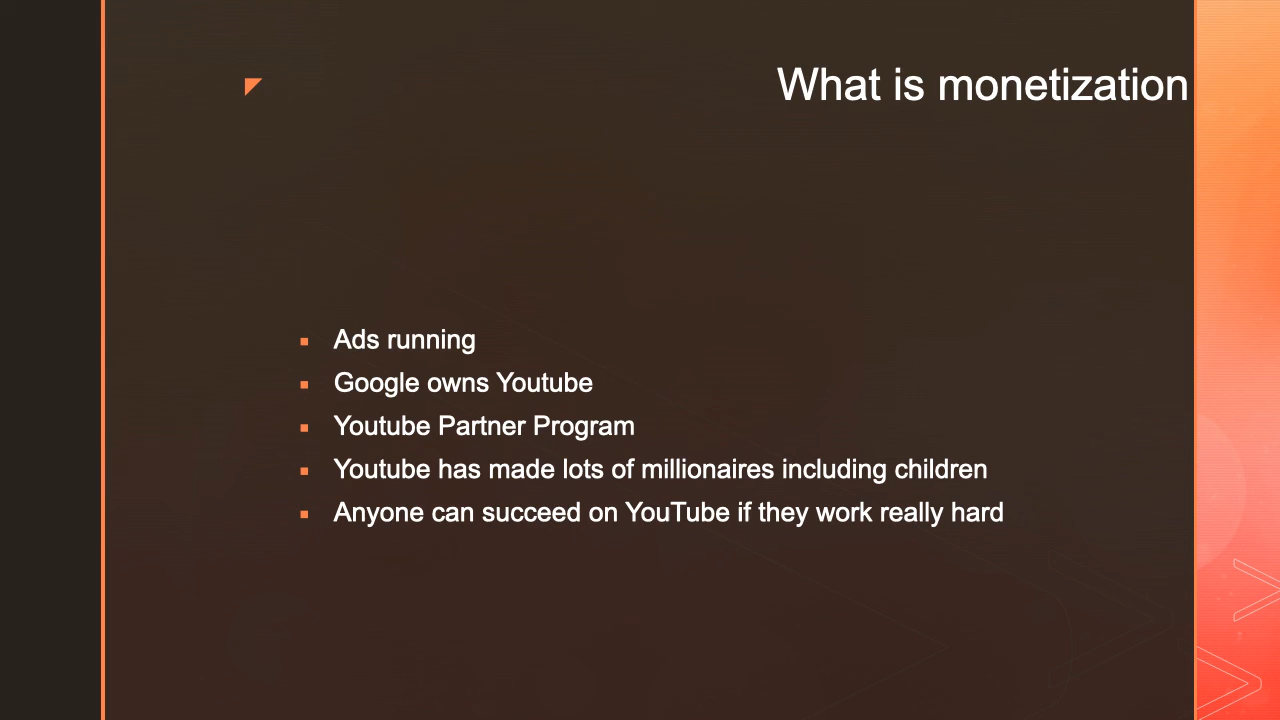 What is monetization
Ads running
Google owns Youtube
Youtube Partner Program
Youtube has made lots of millionaires including children
Anyone can succeed on YouTube if they work really hard